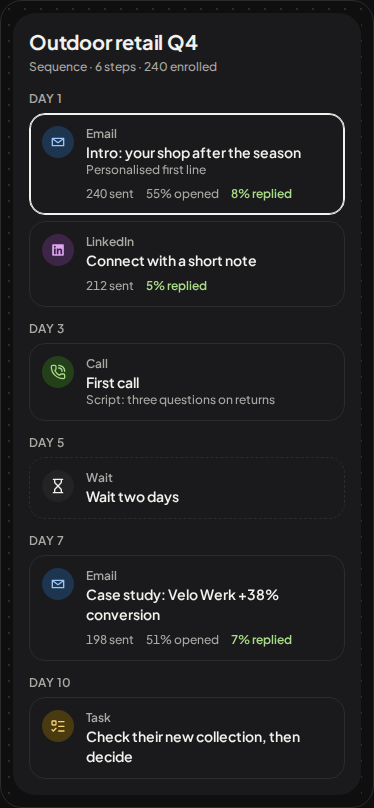 Outdoor retail Q4
Sequence · 6 steps · 240 enrolled
DAY 1
Email
Intro: your shop after the season
Personalised first line
240 sent 55% opened 8% replied
LinkedIn
Connect with a short note
212 sent 5% replied
DAY 3
Call
First call
Script: three questions on returns
DAY 5
Wait
Wait two days
DAY 7
Email
Case study: Velo Werk +38%
conversion
198 sent 51% opened 7% replied
DAY 10
Task
Check their new collection, then
decide